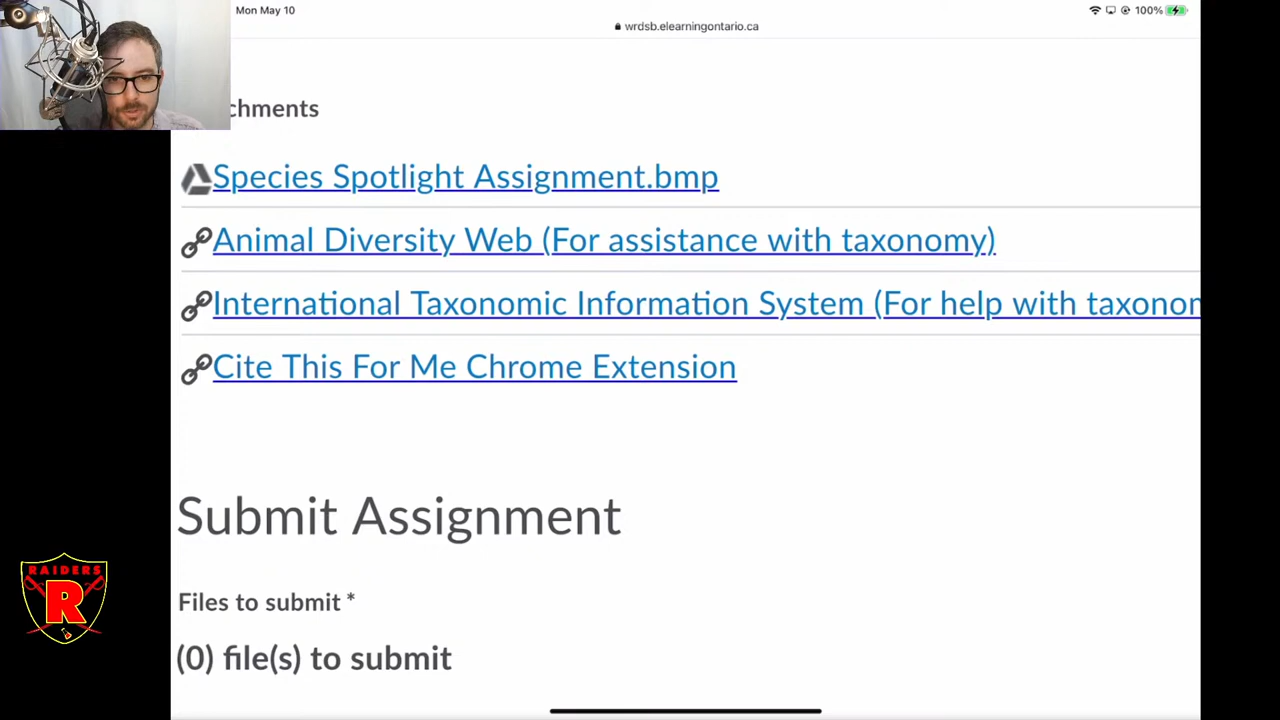 Mon May 10
100%
wrdsb.elearningontario.ca
chments
Species Spotlight Assignment.bmp
Animal Diversity Web (For assistance with taxonomy)
International Taxonomic Information System (For help with taxonom
Cite This For Me Chrome Extension
Submit Assignment
Files to submit *
(0) file(s) to submit
RAIDERS
R